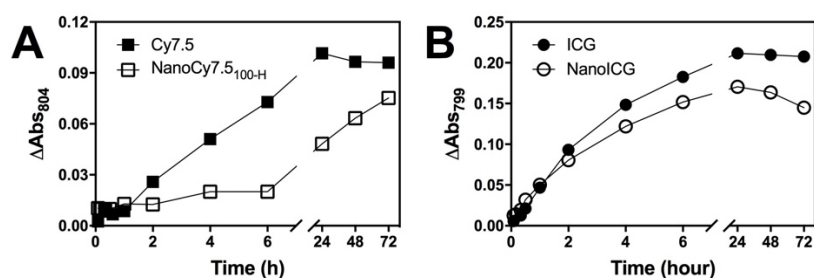 A
ΔAbs804
0.12
0.09
0.06
0.03
0.00
Cy7.5
NanoCy7.5100-H
0 2 4 6 24 48 72
Time (h)
B
ΔAbs799
0.25
0.20
0.15
0.10
0.05
0.00
ICG
NanoICG
0 2 4 6 24 48 72
Time (hour)